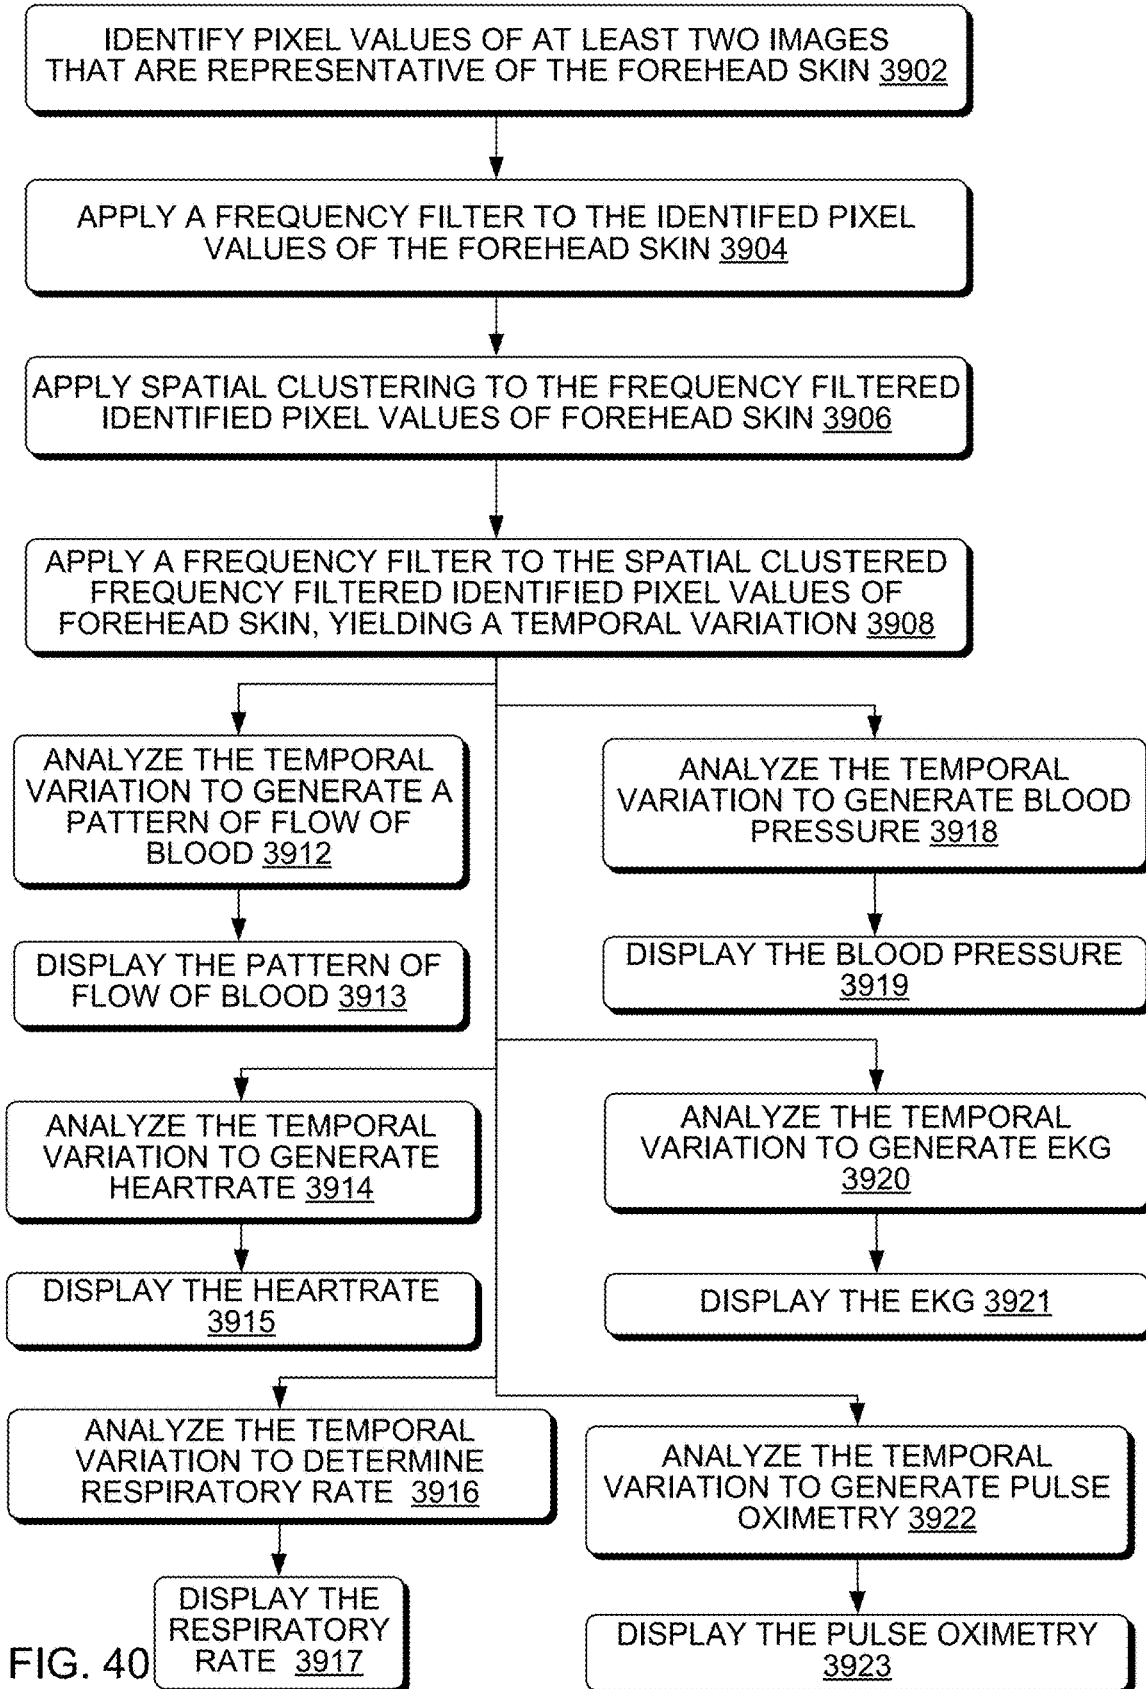 IDENTIFY PIXEL VALUES OF AT LEAST TWO IMAGES
THAT ARE REPRESENTATIVE OF THE FOREHEAD SKIN 3902
APPLY A FREQUENCY FILTER TO THE IDENTIFED PIXEL
VALUES OF THE FOREHEAD SKIN 3904
APPLY SPATIAL CLUSTERING TO THE FREQUENCY FILTERED
IDENTIFIED PIXEL VALUES OF FOREHEAD SKIN 3906
APPLY A FREQUENCY FILTER TO THE SPATIAL CLUSTERED
FREQUENCY FILTERED IDENTIFIED PIXEL VALUES OF
FOREHEAD SKIN, YIELDING A TEMPORAL VARIATION 3908
ANALYZE THE TEMPORAL
VARIATION TO GENERATE A
PATTERN OF FLOW OF
BLOOD 3912
DISPLAY THE PATTERN OF
FLOW OF BLOOD 3913
ANALYZE THE TEMPORAL
VARIATION TO GENERATE BLOOD
PRESSURE 3918
DISPLAY THE BLOOD PRESSURE
3919
ANALYZE THE TEMPORAL
VARIATION TO GENERATE
HEARTRATE 3914
DISPLAY THE HEARTRATE
3915
ANALYZE THE TEMPORAL
VARIATION TO GENERATE EKG
3920
DISPLAY THE EKG 3921
ANALYZE THE TEMPORAL
VARIATION TO DETERMINE
RESPIRATORY RATE 3916
DISPLAY THE
RESPIRATORY
RATE 3917
ANALYZE THE TEMPORAL
VARIATION TO GENERATE PULSE
OXIMETRY 3922
DISPLAY THE PULSE OXIMETRY
3923
FIG. 40